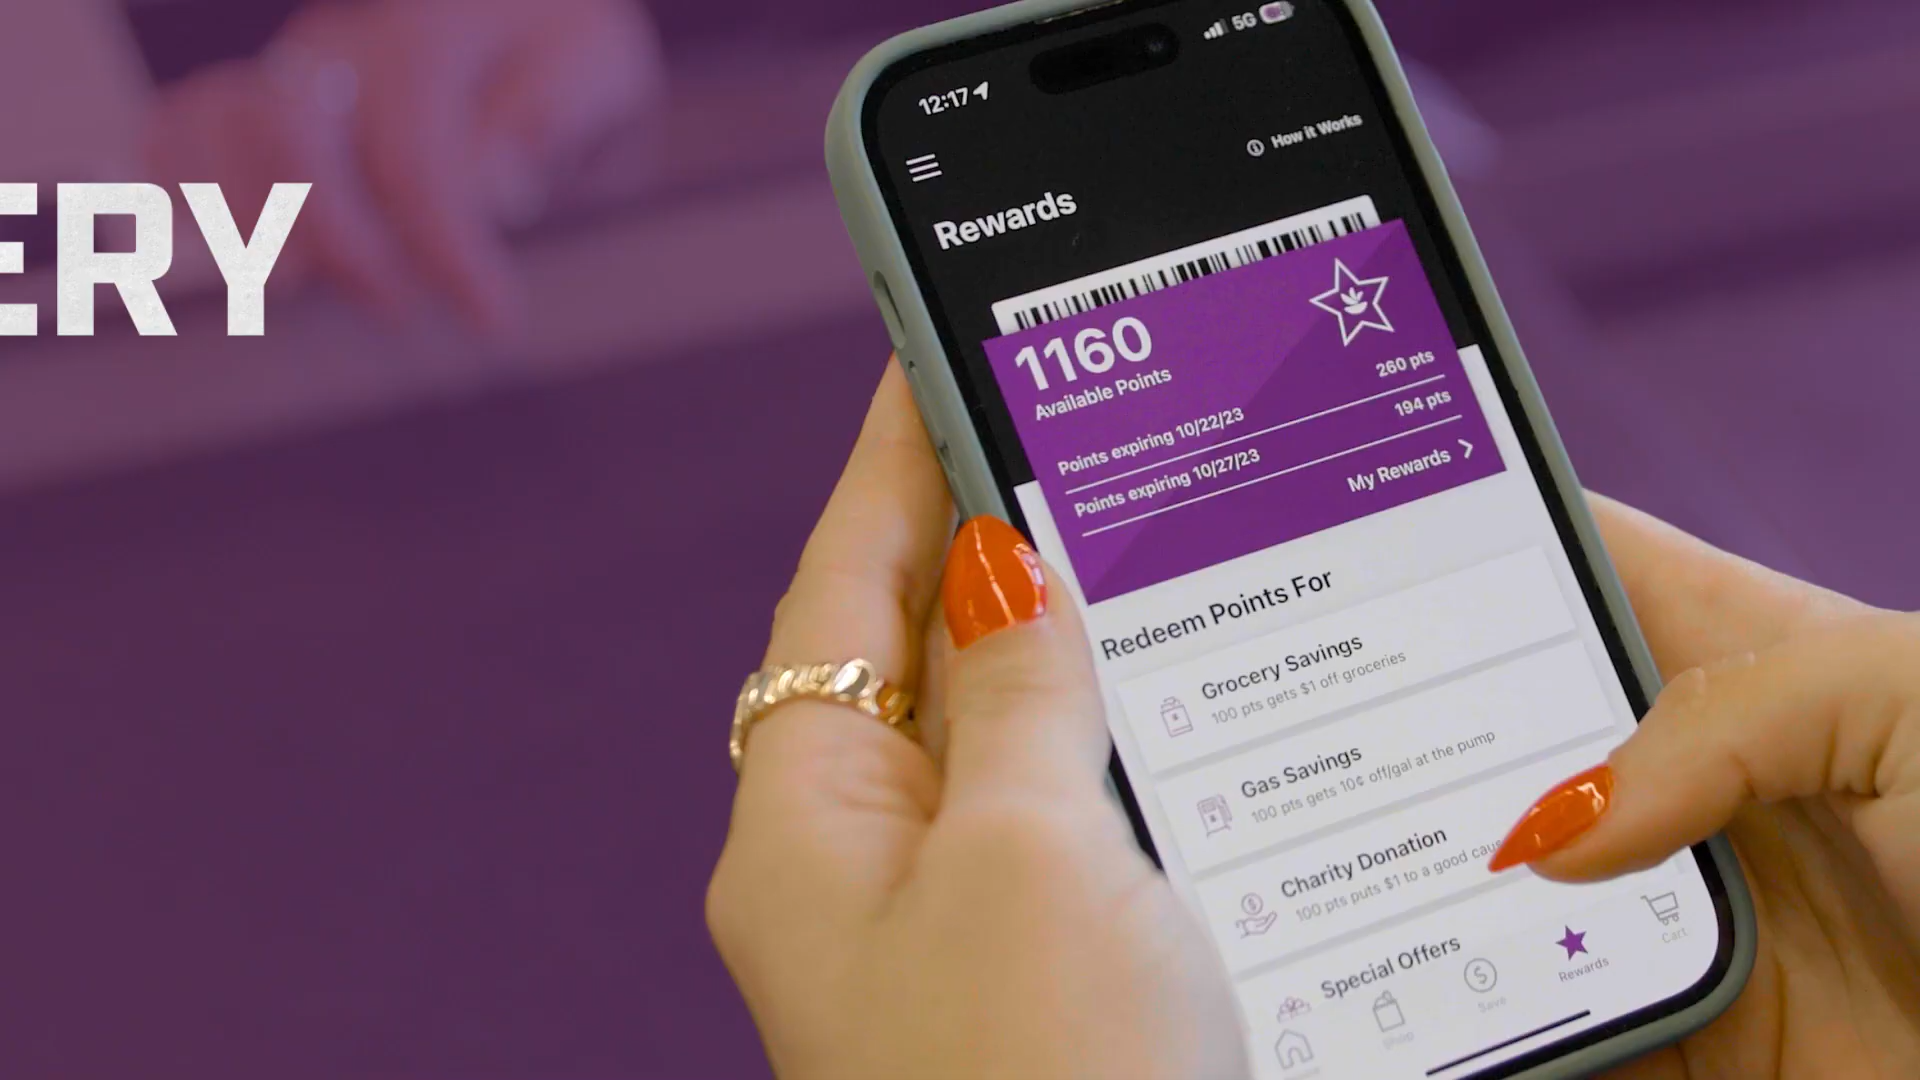 ERY
12:17
5G
How it Works
Rewards
1160
Available Points
Points expiring 10/22/23 260 pts
Points expiring 10/27/23 194 pts
My Rewards
Redeem Points For
Grocery Savings
100 pts gets $1 off groceries
Gas Savings
100 pts gets 10¢ off/gal at the pump
Charity Donation
100 pts puts $1 to a good cau
Special Offers
Shop
Save
Rewards
Cart